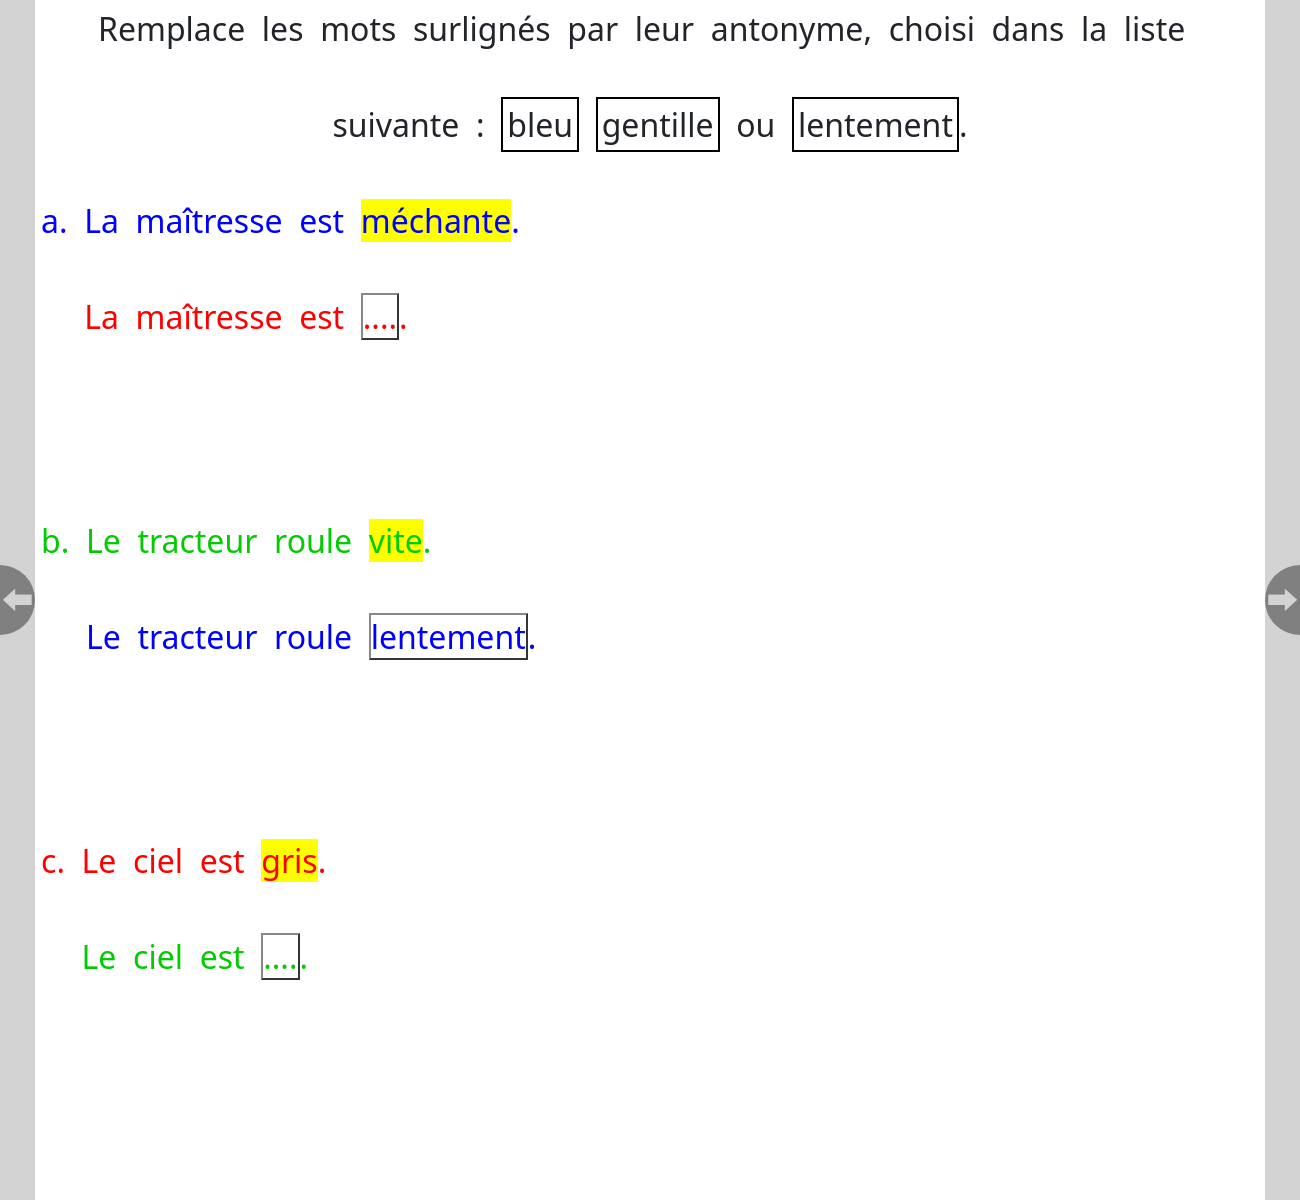 Remplace les mots surlignés par leur antonyme, choisi dans la liste
suivante : bleu gentille ou lentement.
a. La maîtresse est méchante.
La maîtresse est .....
b. Le tracteur roule vite.
Le tracteur roule lentement.
c. Le ciel est gris.
Le ciel est .....